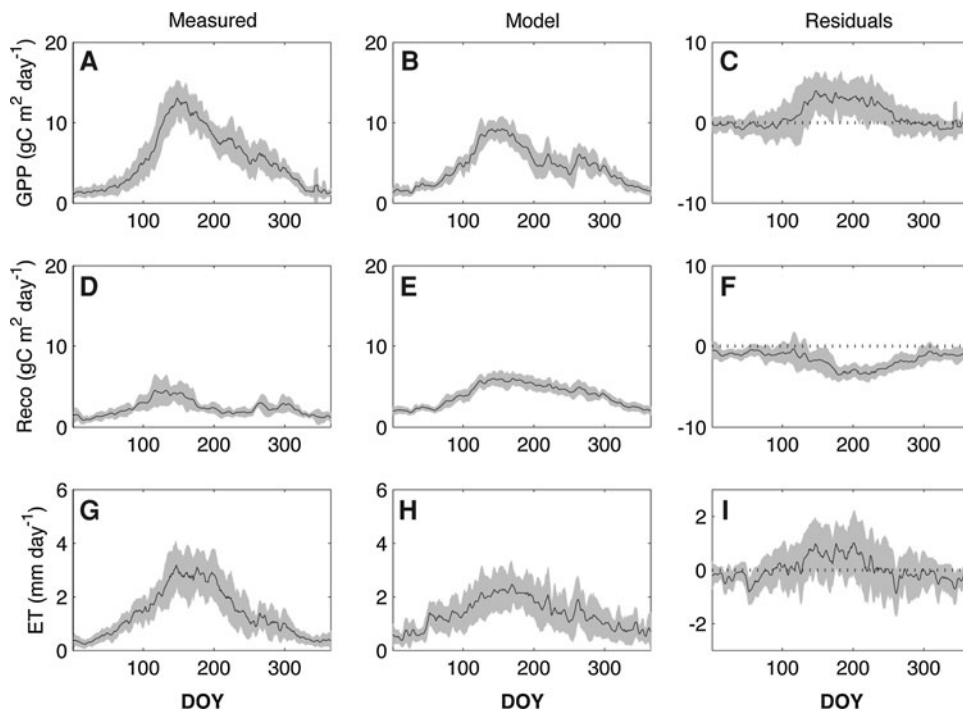 Measured Model Residuals
A B C
20 20 10
10 10 0
0 0 -10
GPP (gC m² day⁻¹)
100 200 300 100 200 300 100 200 300
D E F
20 20 10
10 10 0
0 0 -10
Reco (gC m² day⁻¹)
100 200 300 100 200 300 100 200 300
G H I
6 6 2
4 4 0
2 2 -2
0 0
ET (mm day⁻¹)
100 200 300 100 200 300 100 200 300
DOY DOY DOY